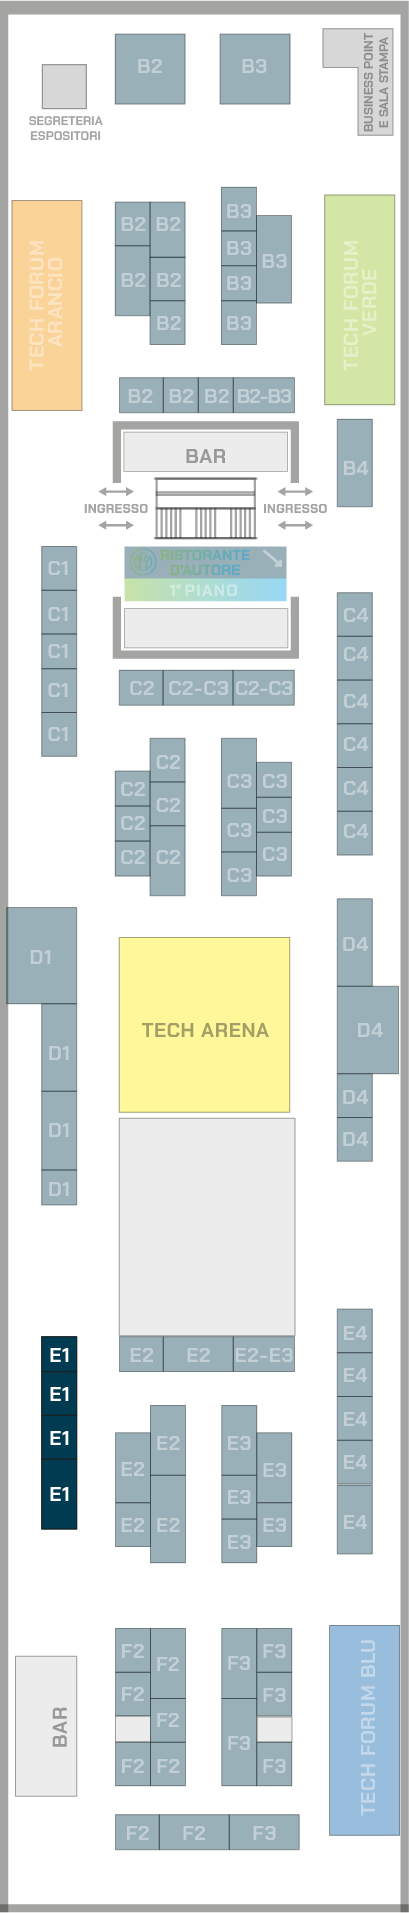 B2
B3
BUSINESS POINT
E SALA STAMPA
SEGRETERIA
ESPOSITORI
TECH FORUM
ARANCIO
B2
B2
B2
B2
B2
B3
B3
B3
B3
B3
TECH FORUM
VERDE
B2
B2
B2
B2-B3
B4
BAR
INGRESSO
INGRESSO
RISTORANTE
D'AUTORE
1° PIANO
C1
C1
C1
C1
C1
C4
C4
C4
C4
C4
C4
C2
C2-C3
C2-C3
C2
C2
C2
C2
C2
C2
C3
C3
C3
C3
C3
C3
D1
D1
D1
D1
TECH ARENA
D4
D4
D4
D4
E1
E1
E1
E1
E2
E2
E2-E3
E4
E4
E4
E4
E4
E2
E2
E2
E2
E3
E3
E3
E3
E3
BAR
F2
F2
F2
F2
F2
F2
F3
F3
F3
F3
F3
TECH FORUM BLU
F2
F2
F3